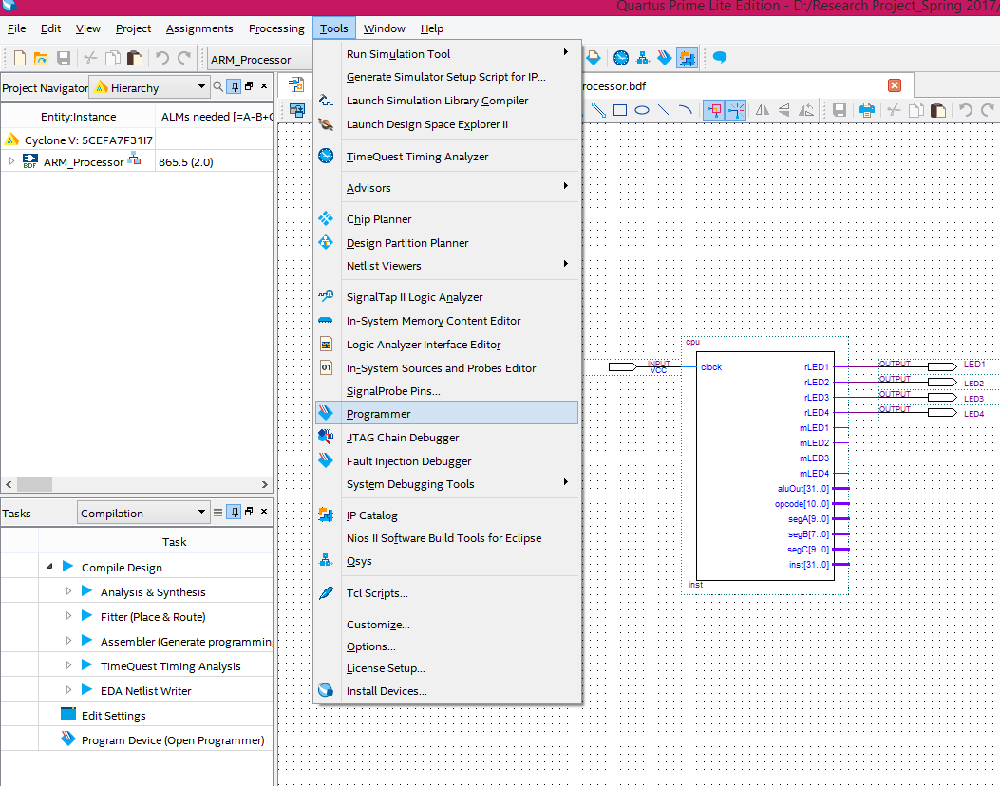 Quartus Prime Lite Edition - D:/Research Project_Spring 2017/
File Edit View Project Assignments Processing Tools Window Help
ARM_Processor
Project Navigator Hierarchy
rocessor.bdf
Entity:Instance ALMs needed [=A-B+C
Cyclone V: 5CEFA7F31I7
BDF ARM_Processor 865.5 (2.0)
Run Simulation Tool
Generate Simulator Setup Script for IP...
Launch Simulation Library Compiler
Launch Design Space Explorer II
TimeQuest Timing Analyzer
Advisors
Chip Planner
Design Partition Planner
Netlist Viewers
SignalTap II Logic Analyzer
In-System Memory Content Editor
Logic Analyzer Interface Editor
01 In-System Sources and Probes Editor
SignalProbe Pins...
Programmer
JTAG Chain Debugger
Fault Injection Debugger
System Debugging Tools
IP Catalog
Nios II Software Build Tools for Eclipse
Qsys
Tcl Scripts...
Customize...
Options...
License Setup...
Install Devices...
Tasks Compilation
Task
Compile Design
Analysis & Synthesis
Fitter (Place & Route)
Assembler (Generate programmin
TimeQuest Timing Analysis
EDA Netlist Writer
Edit Settings
Program Device (Open Programmer)
cpu
INPUT
VCC
clock
rLED1 OUTPUT LED1
rLED2 OUTPUT LED2
rLED3 OUTPUT LED3
rLED4 OUTPUT LED4
mLED1
mLED2
mLED3
mLED4
aluOut[31..0]
opcode[10..0]
segA[9..0]
segB[7..0]
segC[9..0]
inst[31..0]
inst